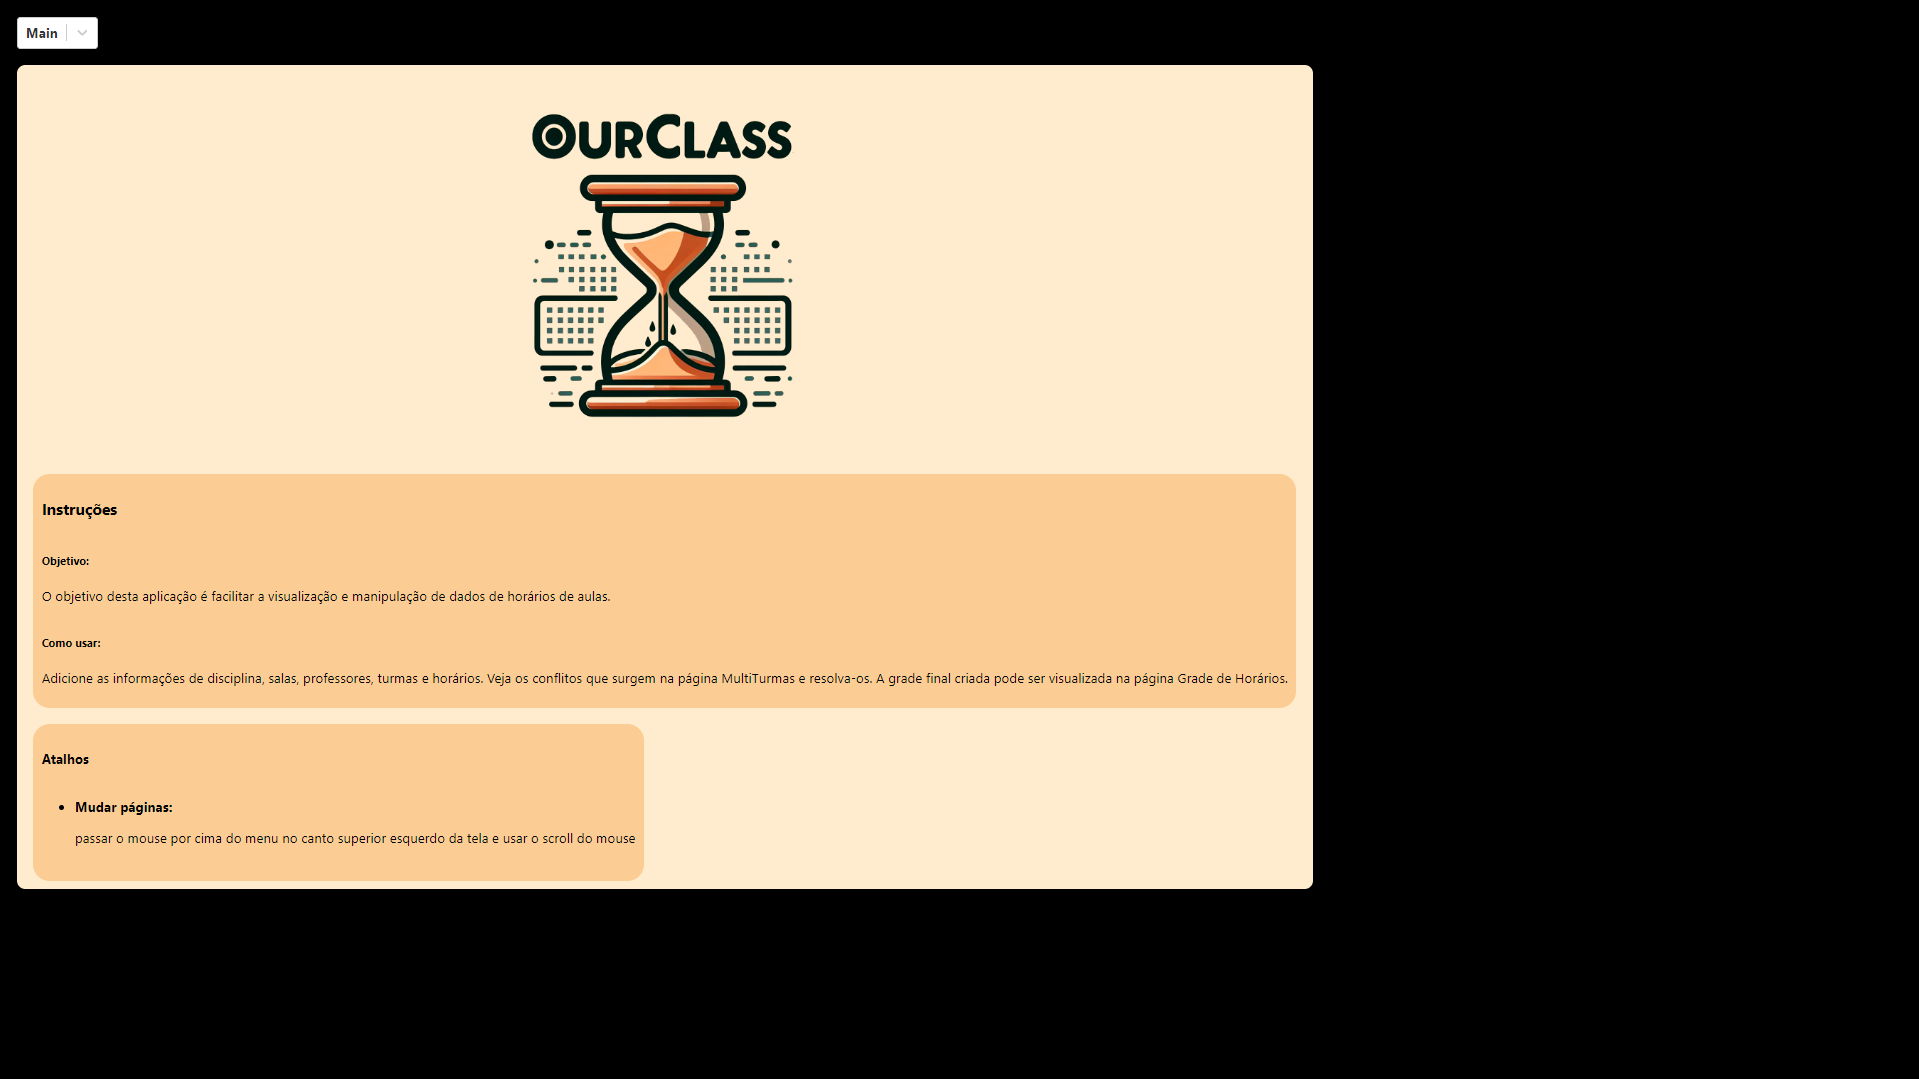 Main
OURCLASS
Instruções
Objetivo:
O objetivo desta aplicação é facilitar a visualização e manipulação de dados de horários de aulas.
Como usar:
Adicione as informações de disciplina, salas, professores, turmas e horários. Veja os conflitos que surgem na página MultiTurmas e resolva-os. A grade final criada pode ser visualizada na página Grade de Horários.
Atalhos
• Mudar páginas:
passar o mouse por cima do menu no canto superior esquerdo da tela e usar o scroll do mouse